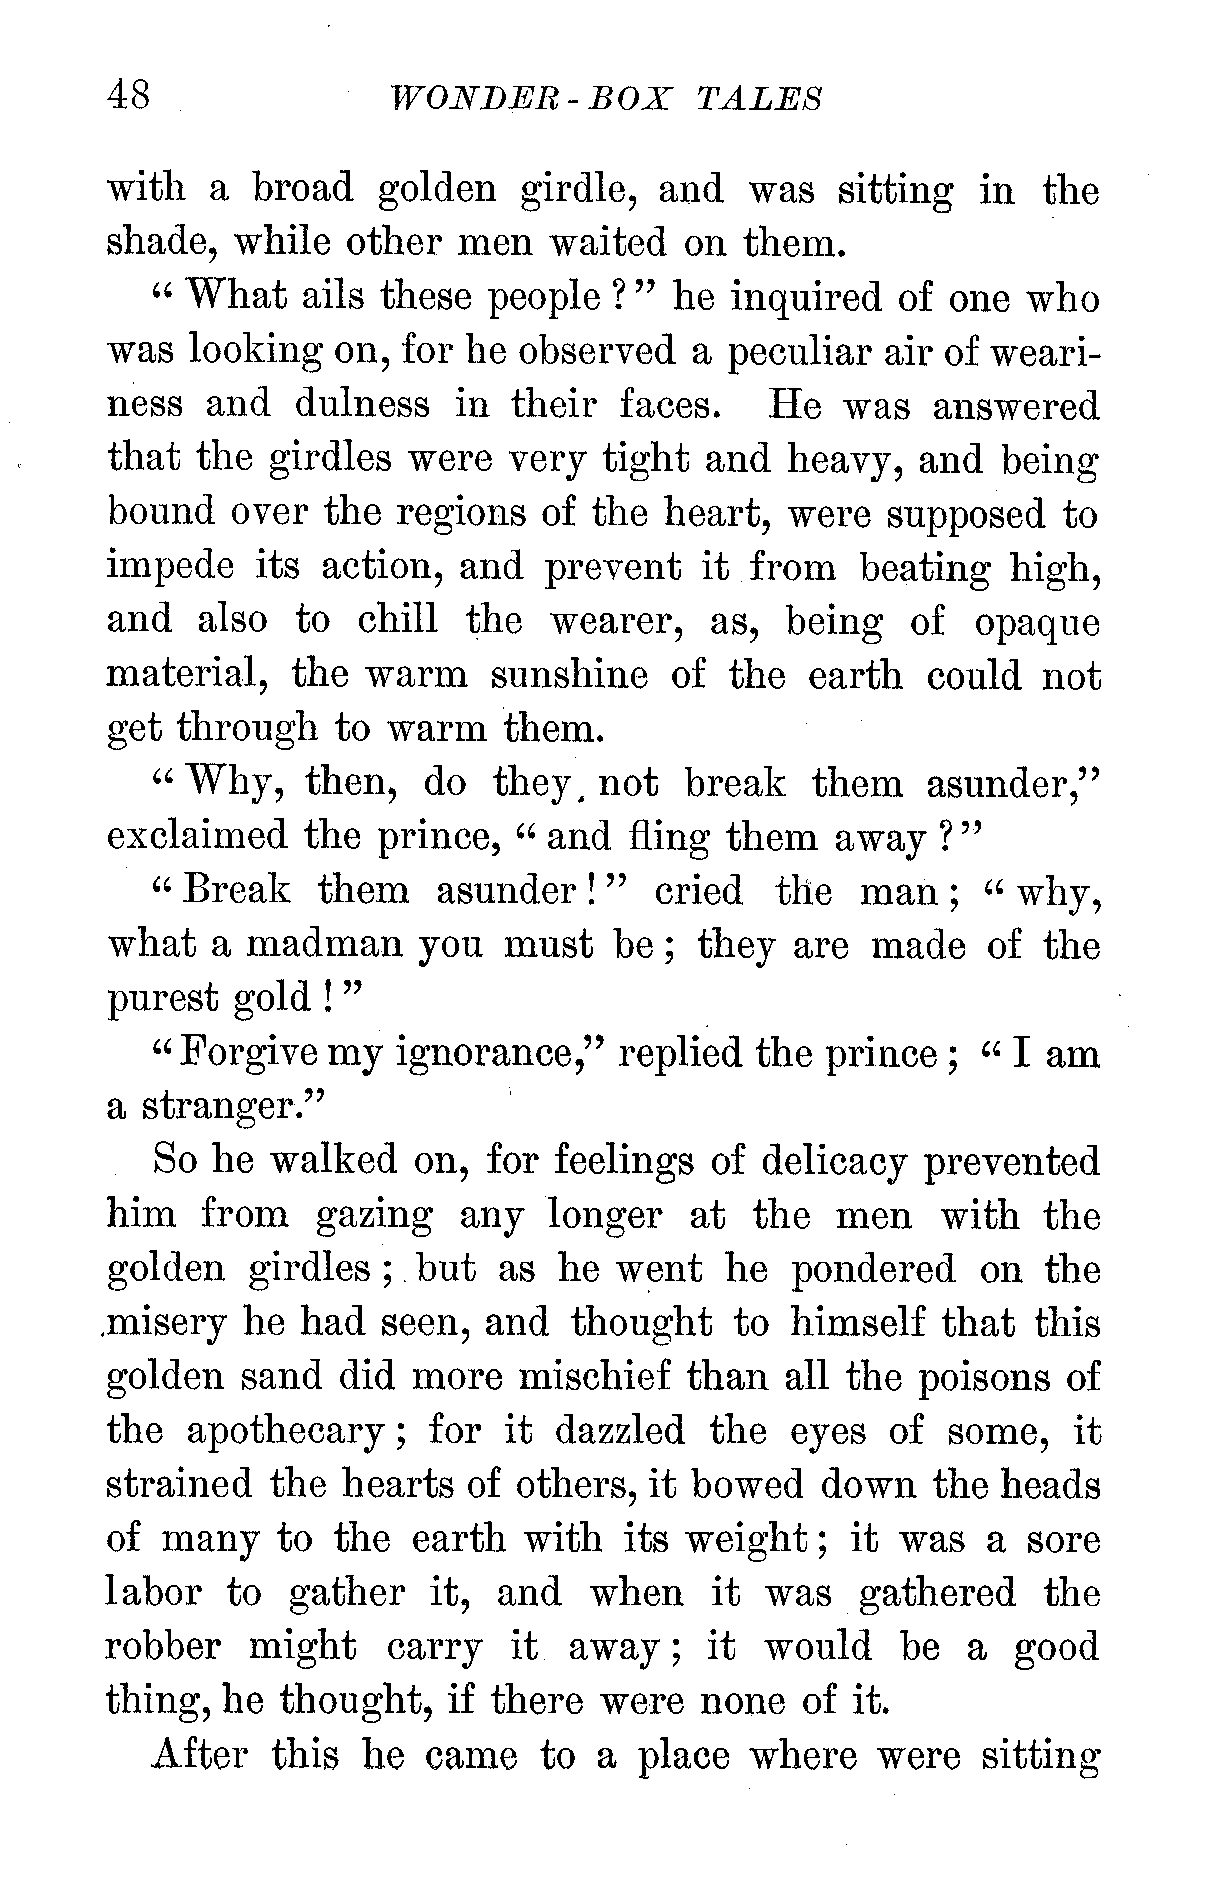 48 WONDER-BOX TALES
with a broad golden girdle, and was sitting in the
shade, while other men waited on them.
“What ails these people?” he inquired of one who
was looking on, for he observed a peculiar air of weari-
ness and dulness in their faces. He was answered
that the girdles were very tight and heavy, and being
bound over the regions of the heart, were supposed to
impede its action, and prevent it from beating high,
and also to chill the wearer, as, being of opaque
material, the warm sunshine of the earth could not
get through to warm them.
“Why, then, do they not break them asunder,”
exclaimed the prince, “and fling them away?”
“Break them asunder!” cried the man; “why,
what a madman you must be; they are made of the
purest gold!”
“Forgive my ignorance,” replied the prince; “I am
a stranger.”
So he walked on, for feelings of delicacy prevented
him from gazing any longer at the men with the
golden girdles; but as he went he pondered on the
misery he had seen, and thought to himself that this
golden sand did more mischief than all the poisons of
the apothecary; for it dazzled the eyes of some, it
strained the hearts of others, it bowed down the heads
of many to the earth with its weight; it was a sore
labor to gather it, and when it was gathered the
robber might carry it away; it would be a good
thing, he thought, if there were none of it.
After this he came to a place where were sitting